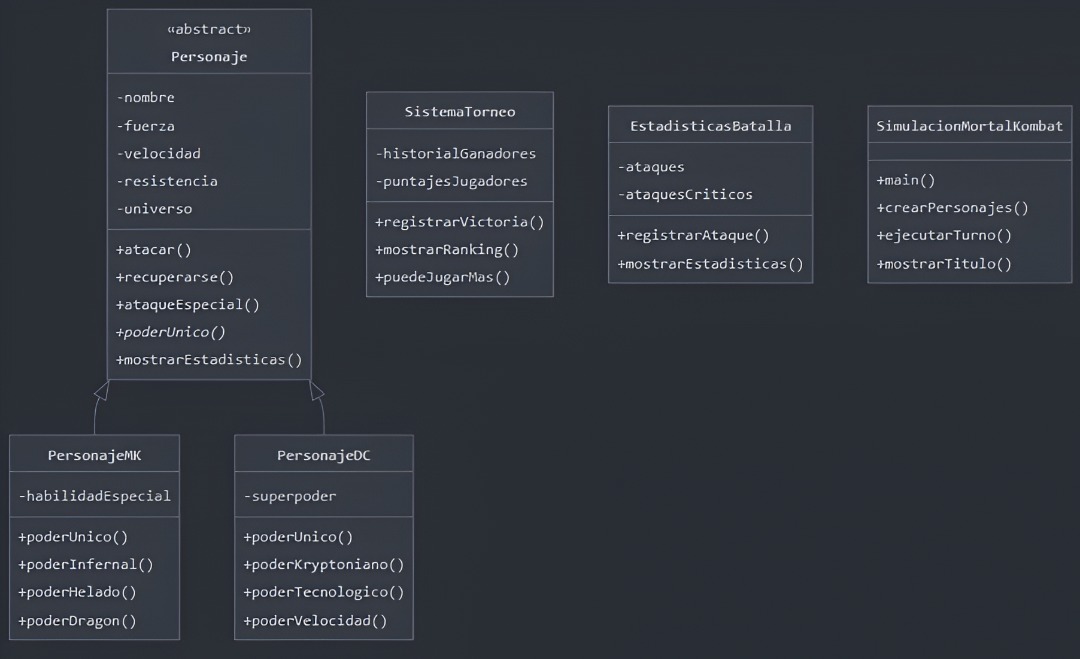 «abstract»
Personaje
-nombre
-fuerza
-velocidad
-resistencia
-universo
+atacar()
+recuperarse()
+ataqueEspecial()
+poderUnico()
+mostrarEstadisticas()
SistemaTorneo
-historialGanadores
-puntajesJugadores
+registrarVictoria()
+mostrarRanking()
+puedeJugarMas()
EstadisticasBatalla
-ataques
-ataquesCriticos
+registrarAtaque()
+mostrarEstadisticas()
SimulacionMortalKombat
+main()
+crearPersonajes()
+ejecutarTurno()
+mostrarTitulo()
PersonajeMK
-habilidadEspecial
+poderUnico()
+poderInfernal()
+poderHelado()
+poderDragon()
PersonajeDC
-superpoder
+poderUnico()
+poderKryptoniano()
+poderTecnologico()
+poderVelocidad()